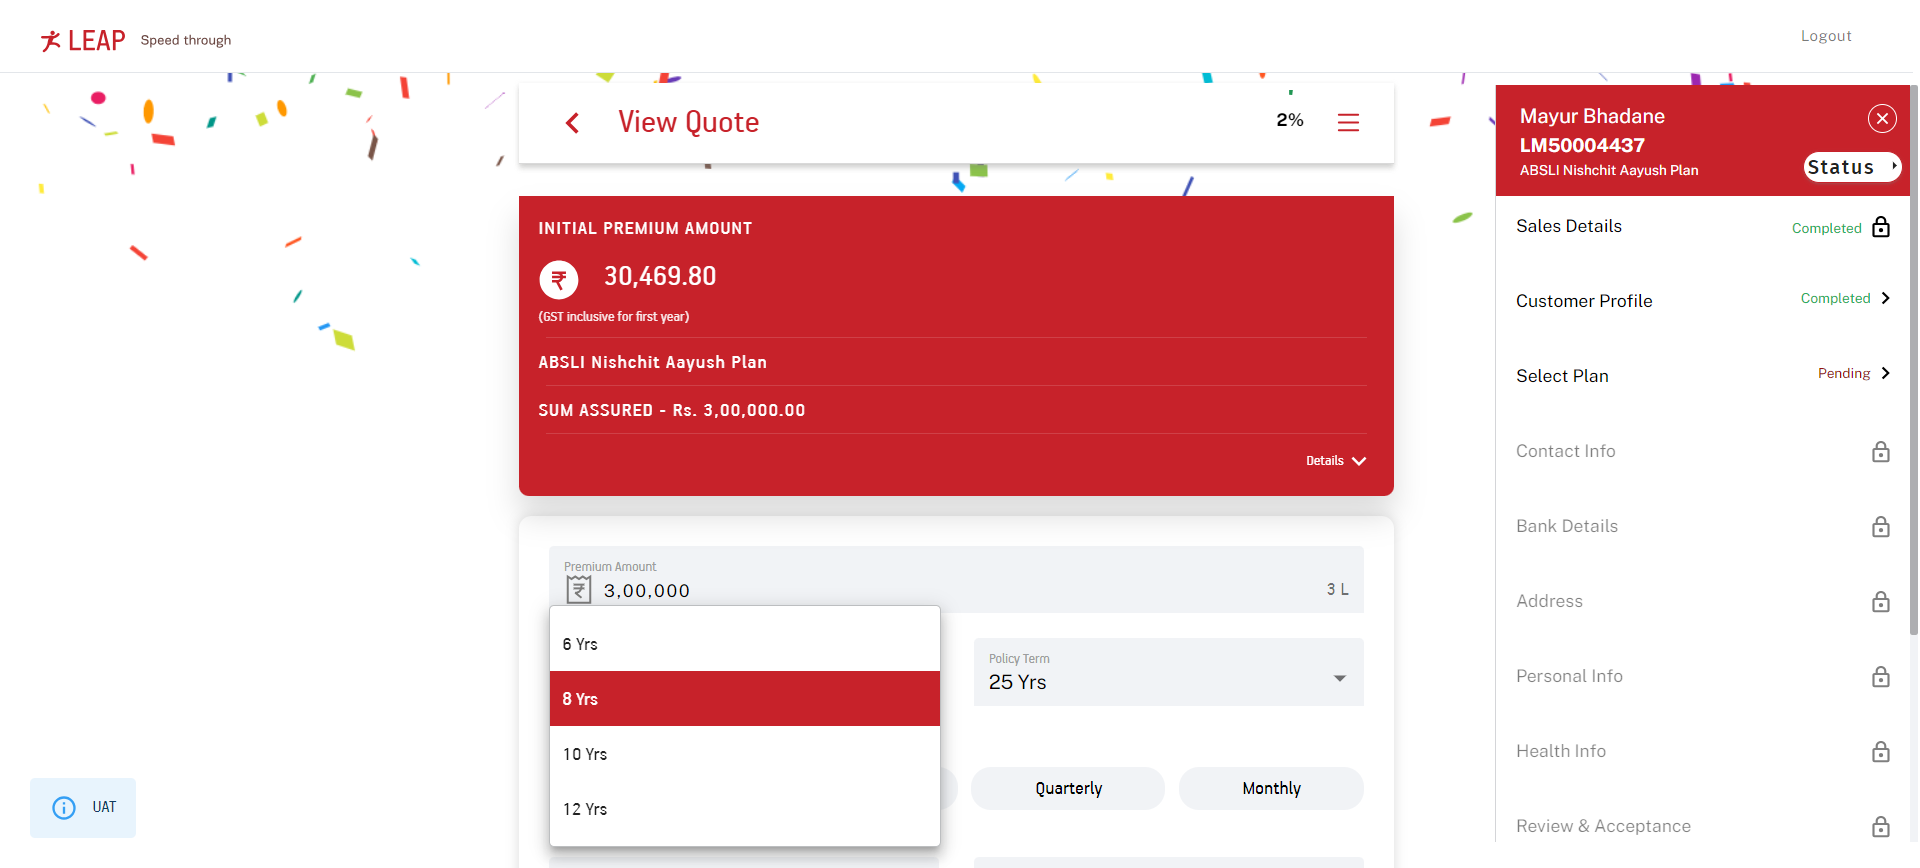 LEAP Speed through
Logout
View Quote
2%
INITIAL PREMIUM AMOUNT
₹ 30,469.80
(GST inclusive for first year)
ABSLI Nishchit Aayush Plan
SUM ASSURED - Rs. 3,00,000.00
Details
Premium Amount
₹ 3,00,000 3 L
6 Yrs
8 Yrs
10 Yrs
12 Yrs
Policy Term
25 Yrs
Quarterly Monthly
UAT
Mayur Bhadane
LM50004437
ABSLI Nishchit Aayush Plan
Status
Sales Details Completed
Customer Profile Completed
Select Plan Pending
Contact Info
Bank Details
Address
Personal Info
Health Info
Review & Acceptance